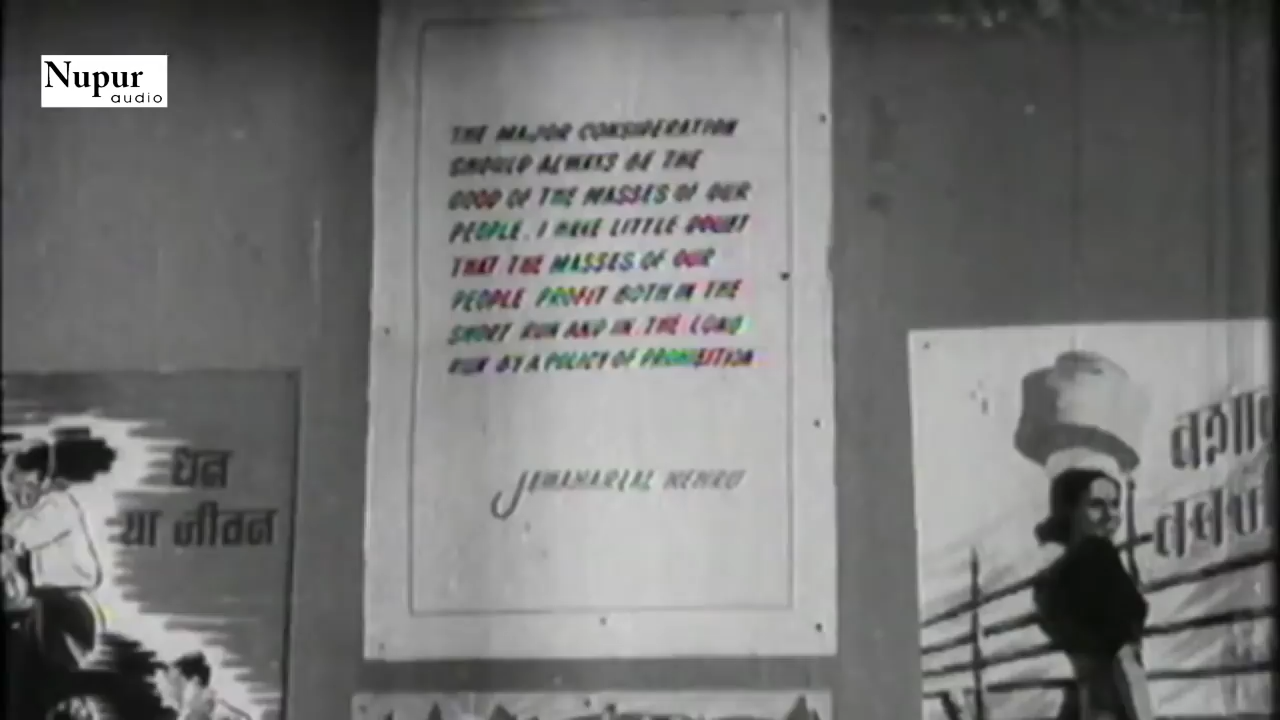 Nupur
audio
THE MAJOR CONSIDERATION
SHOULD ALWAYS BE THE
GOOD OF THE MASSES OF OUR
PEOPLE. I HAVE LITTLE DOUBT
THAT THE MASSES OF OUR
PEOPLE PROFIT BOTH IN THE
SHORT RUN AND IN THE LONG
RUN BY A POLICY OF PROHIBITION
JAWAHARLAL NEHRU
धन
या जीवन